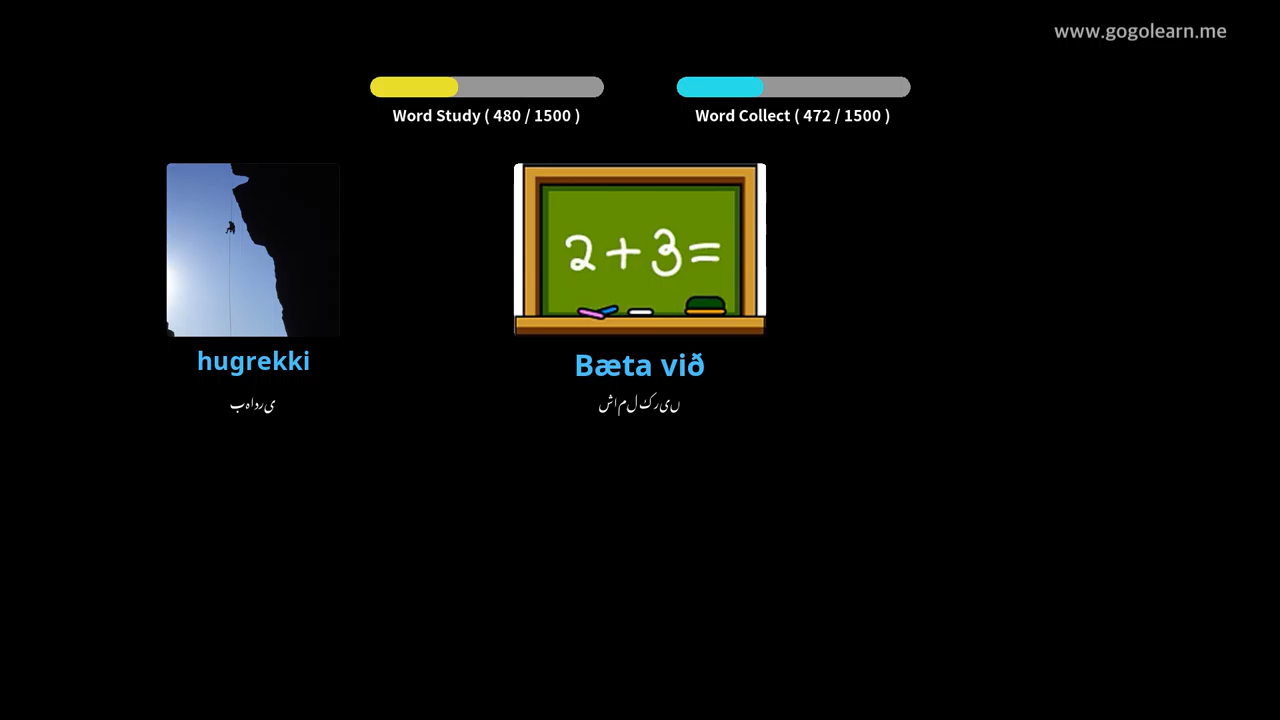 www.gogolearn.me
Word Study ( 480 / 1500 )
Word Collect ( 472 / 1500 )
2+3=
hugrekki
Bæta við
بہادری
شامل کریں